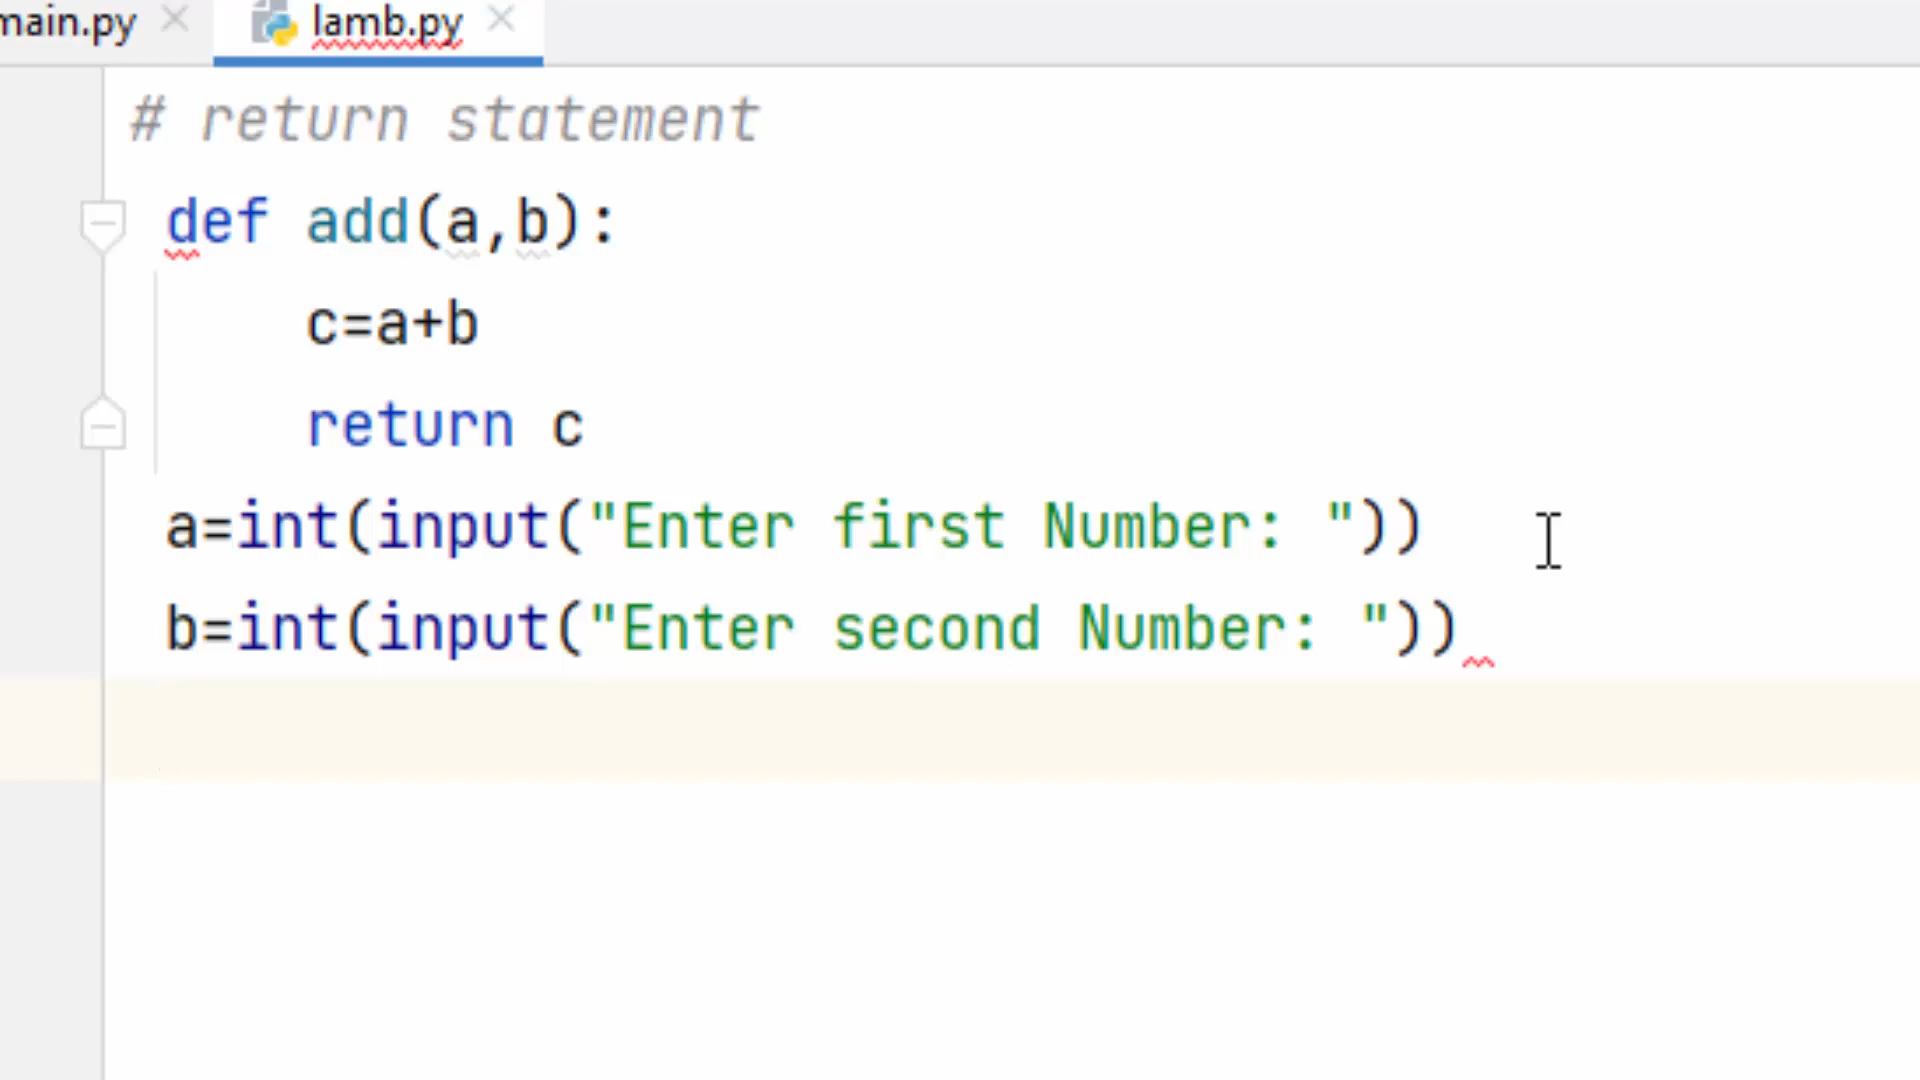 main.py lamb.py
# return statement
 def add(a,b):
     c=a+b
     return c
 a=int(input("Enter first Number: "))
 b=int(input("Enter second Number: "))